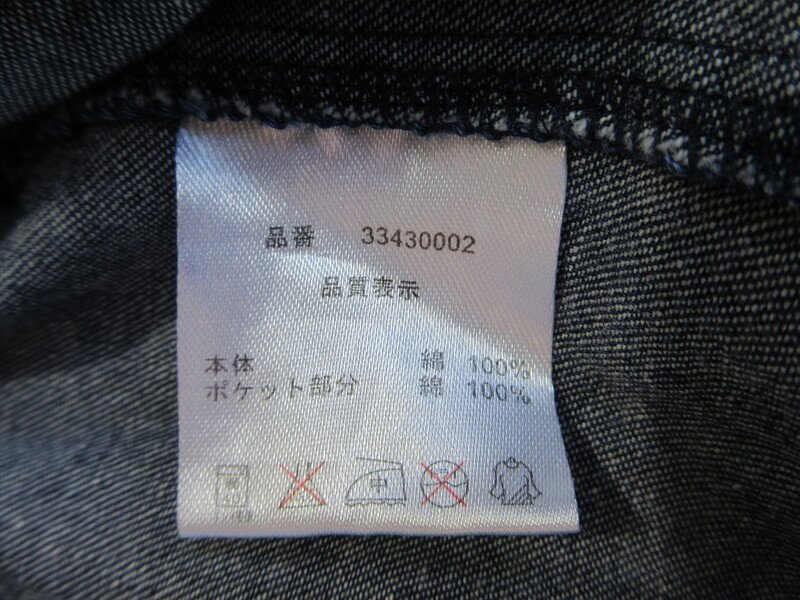 品番 33430002
品質表示
本体 綿 100%
ポケット部分 綿 100%
中